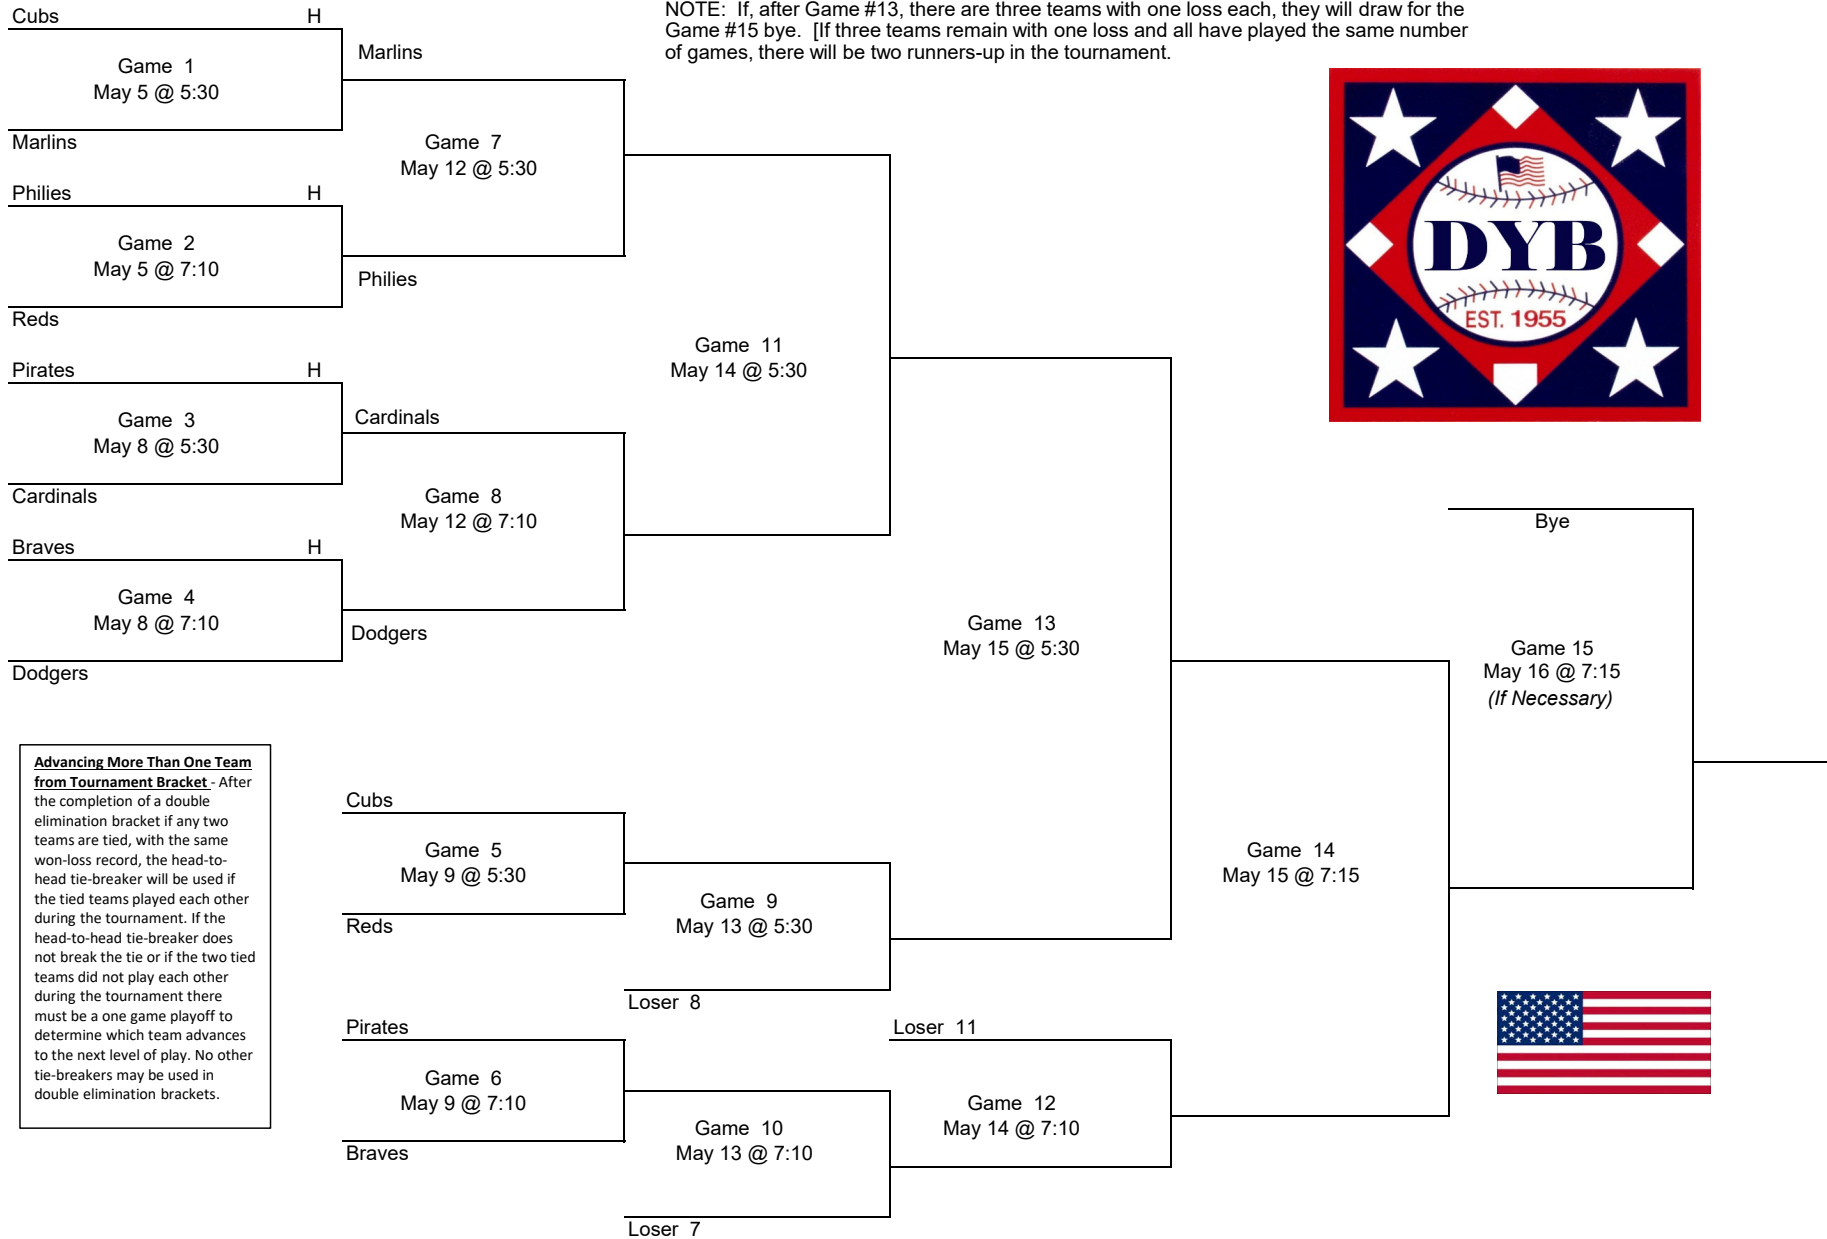 NOTE: If, after Game #13, there are three teams with one loss each, they will draw for the
Game #15 bye. [If three teams remain with one loss and all have played the same number
of games, there will be two runners-up in the tournament.
Cubs H
Game 1
May 5 @ 5:30
Marlins
Philies H
Game 2
May 5 @ 7:10
Reds
Pirates H
Game 3
May 8 @ 5:30
Cardinals
Braves H
Game 4
May 8 @ 7:10
Dodgers
Marlins
Game 7
May 12 @ 5:30
Philies
Cardinals
Game 8
May 12 @ 7:10
Dodgers
Game 11
May 14 @ 5:30
Game 13
May 15 @ 5:30
DYB
EST. 1955
Bye
Game 15
May 16 @ 7:15
(If Necessary)
Game 14
May 15 @ 7:15
Advancing More Than One Team
from Tournament Bracket - After
the completion of a double
elimination bracket if any two
teams are tied, with the same
won-loss record, the head-to-
head tie-breaker will be used if
the tied teams played each other
during the tournament. If the
head-to-head tie-breaker does
not break the tie or if the two tied
teams did not play each other
during the tournament there
must be a one game playoff to
determine which team advances
to the next level of play. No other
tie-breakers may be used in
double elimination brackets.
Cubs
Game 5
May 9 @ 5:30
Reds
Game 9
May 13 @ 5:30
Loser 8
Pirates
Game 6
May 9 @ 7:10
Braves
Game 10
May 13 @ 7:10
Loser 7
Loser 11
Game 12
May 14 @ 7:10